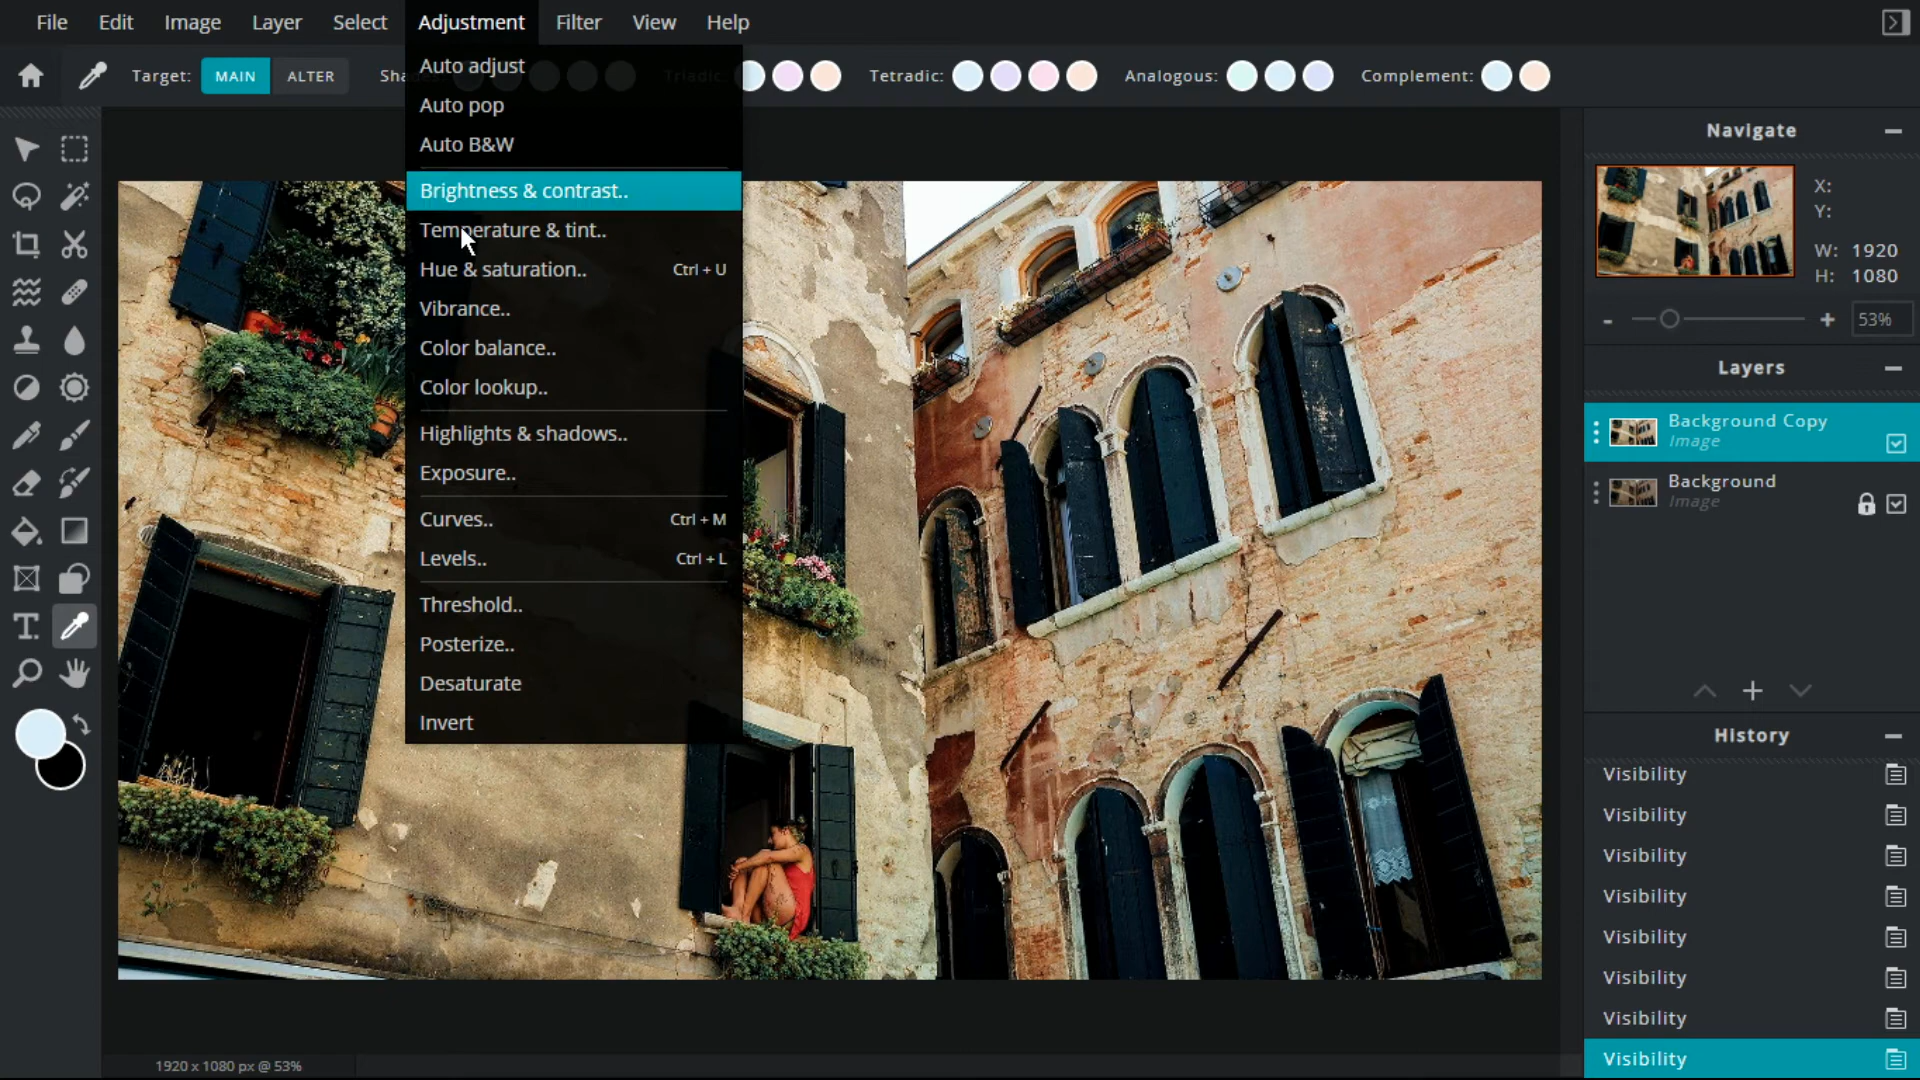 File Edit Image Layer Select Adjustment Filter View Help
Target: MAIN ALTER Triadic: Tetradic: Analogous: Complement:
Auto adjust
Auto pop
Auto B&W
Brightness & contrast..
Temperature & tint..
Hue & saturation.. Ctrl + U
Vibrance..
Color balance..
Color lookup..
Highlights & shadows..
Exposure..
Curves.. Ctrl + M
Levels.. Ctrl + L
Threshold..
Posterize..
Desaturate
Invert
T.
Navigate
X:
Y:
W: 1920
H: 1080
- + 53%
Layers
Background Copy
Image
Background
Image
History
Visibility
Visibility
Visibility
Visibility
Visibility
Visibility
Visibility
Visibility
1920 x 1080 px @ 53%